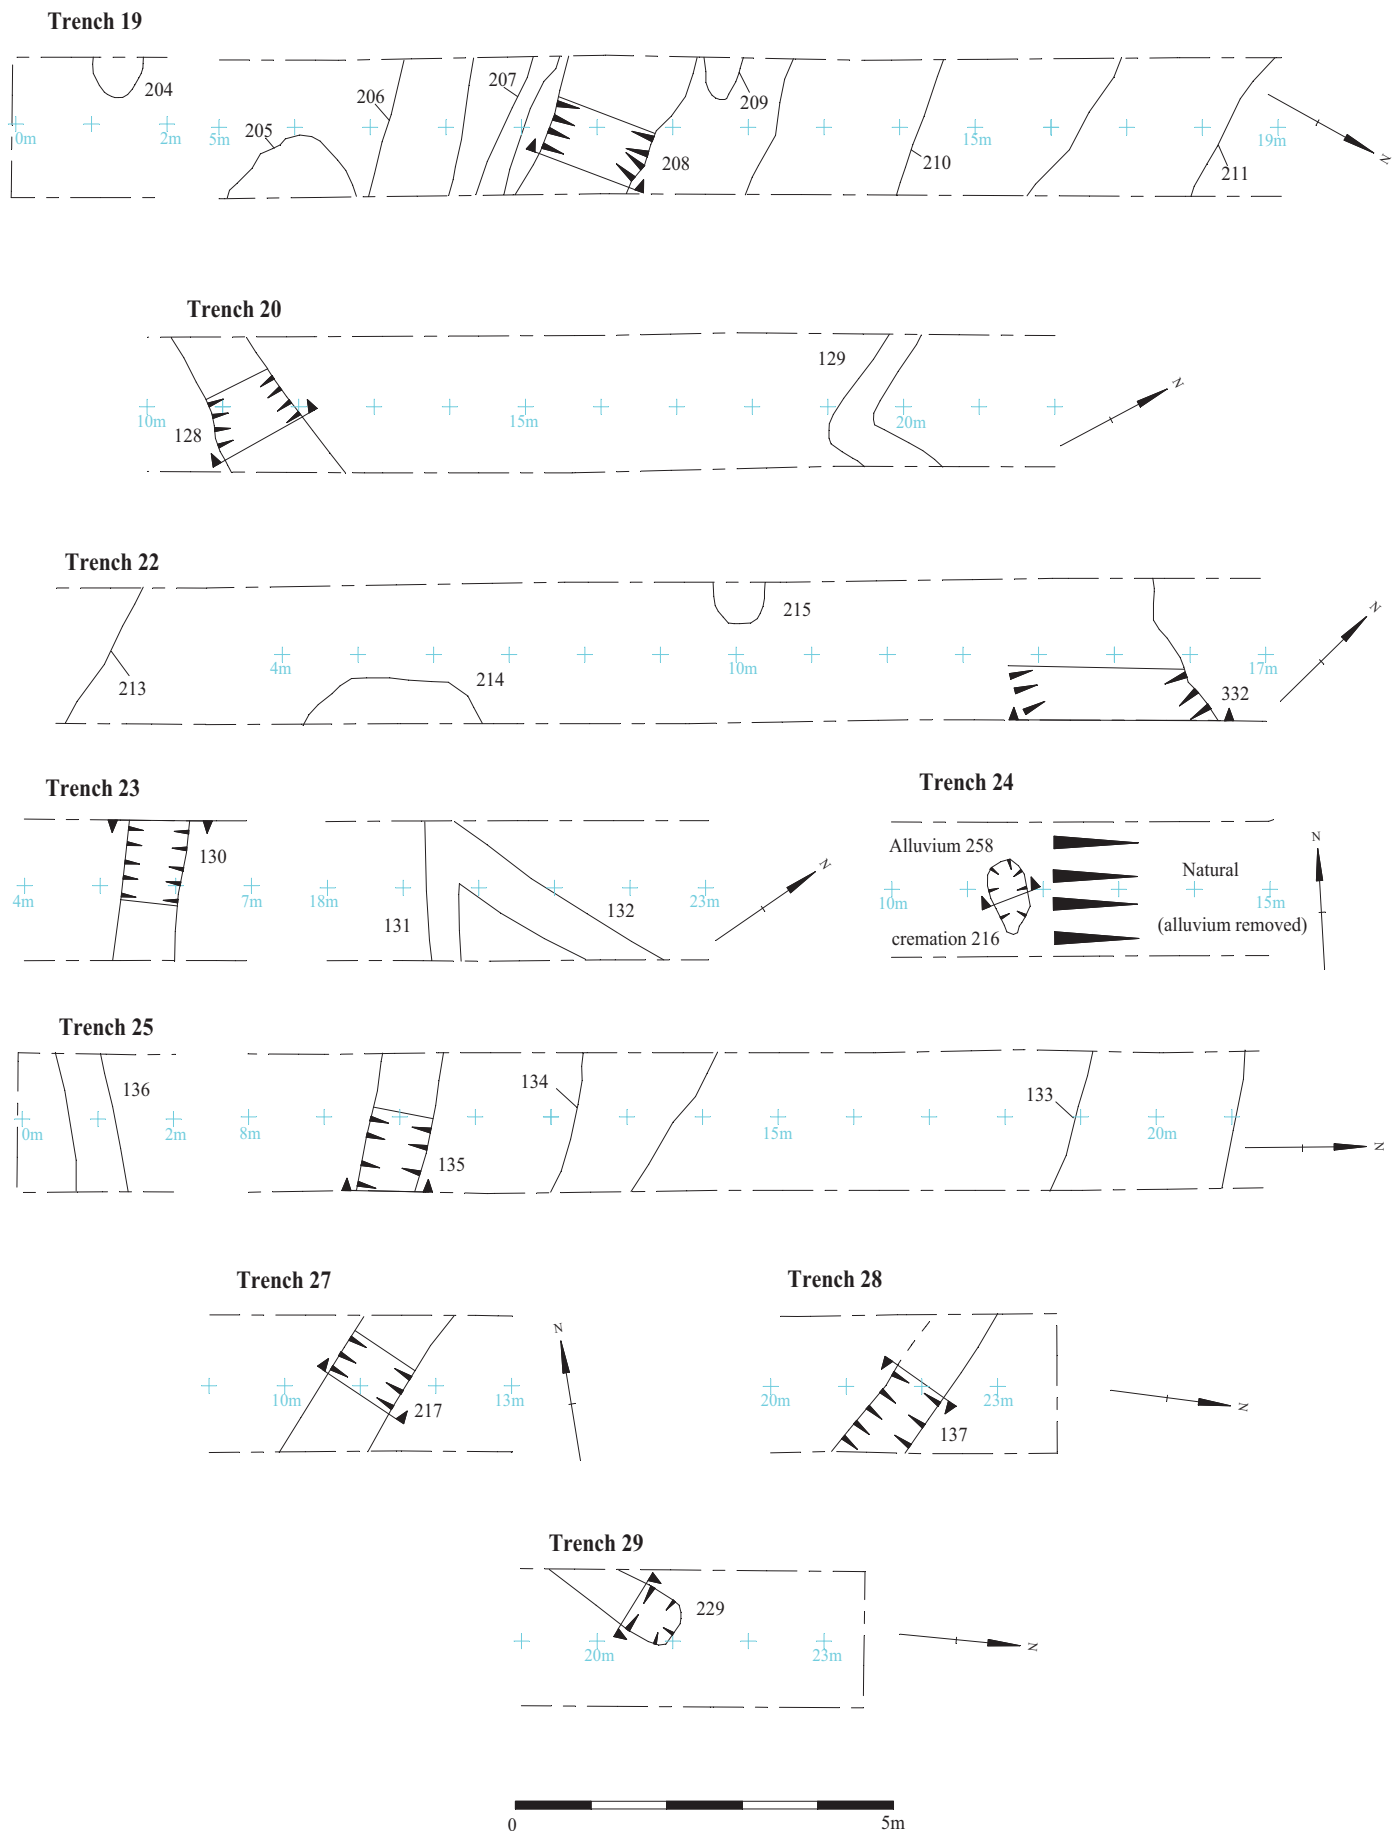 Trench 19
204
205
206
207
208
209
210
211
0m
2m
5m
15m
19m
N
Trench 20
128
129
10m
15m
20m
N
Trench 22
213
214
215
332
4m
10m
17m
N
Trench 23
130
131
132
4m
7m
18m
23m
N
Trench 24
Alluvium 258
Natural
10m
15m
cremation 216
(alluvium removed)
N
Trench 25
136
135
134
133
0m
2m
8m
15m
20m
N
Trench 27
10m
13m
217
N
Trench 28
20m
23m
137
N
Trench 29
229
20m
23m
N
0
5m